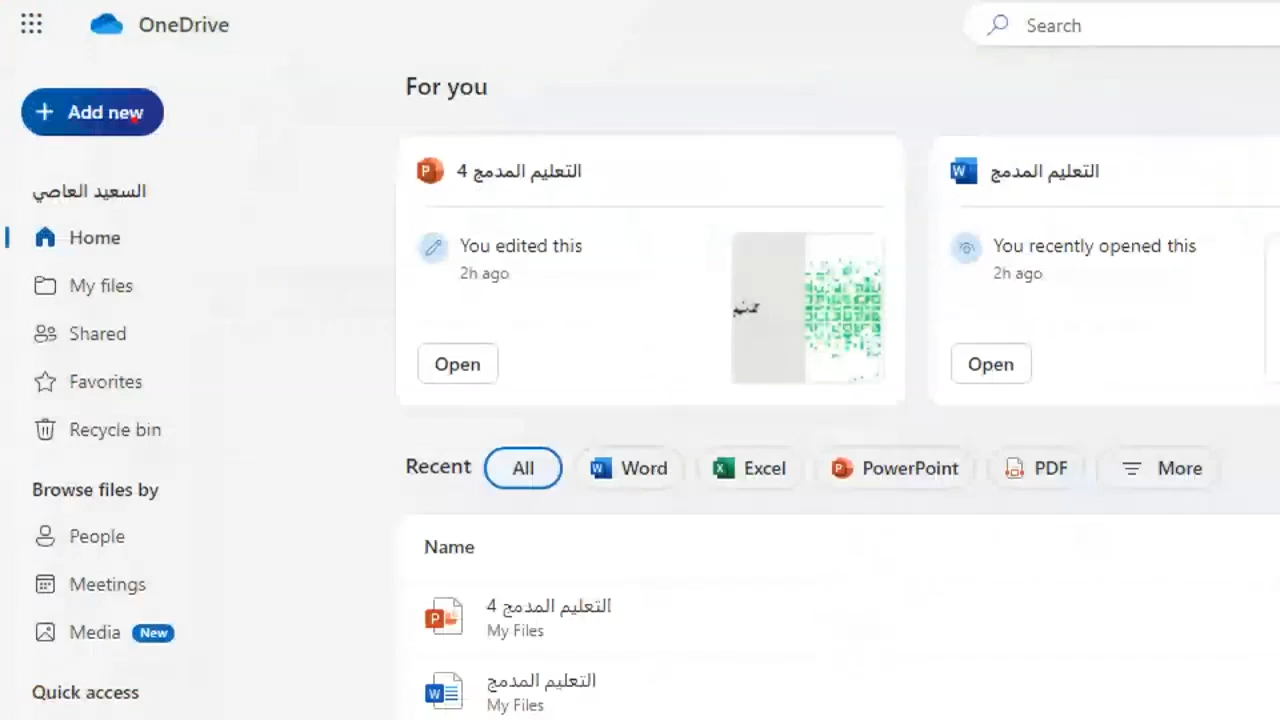 OneDrive
Search
Add new
السعيد العاصي
Home
My files
Shared
Favorites
Recycle bin
Browse files by
People
Meetings
Media New
Quick access
For you
التعليم المدمج 4
You edited this
2h ago
Open
التعليم المدمج
You recently opened this
2h ago
Open
Recent All Word Excel PowerPoint PDF More
Name
التعليم المدمج 4
My Files
التعليم المدمج
My Files